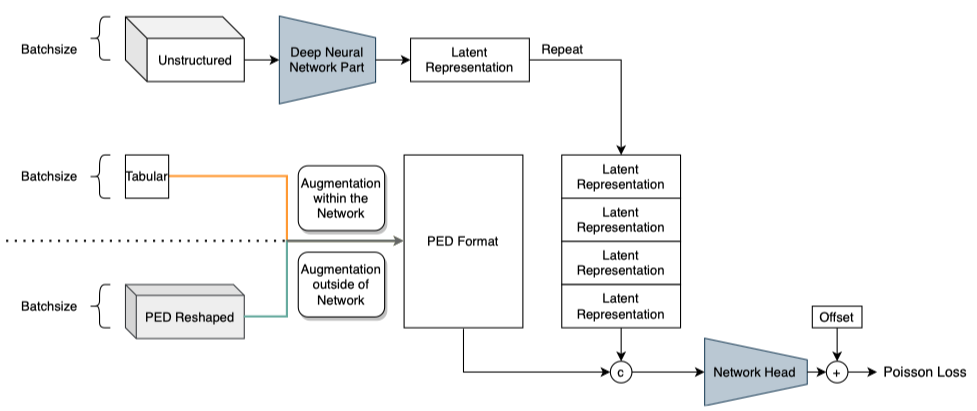 Batchsize
Unstructured
Deep Neural
Network Part
Latent
Representation
Repeat
Batchsize
Tabular
Augmentation
within the
Network
PED Format
Latent
Representation
Latent
Representation
Latent
Representation
Latent
Representation
Augmentation
outside of
Network
Batchsize
PED Reshaped
c
Network Head
Offset
+
Poisson Loss